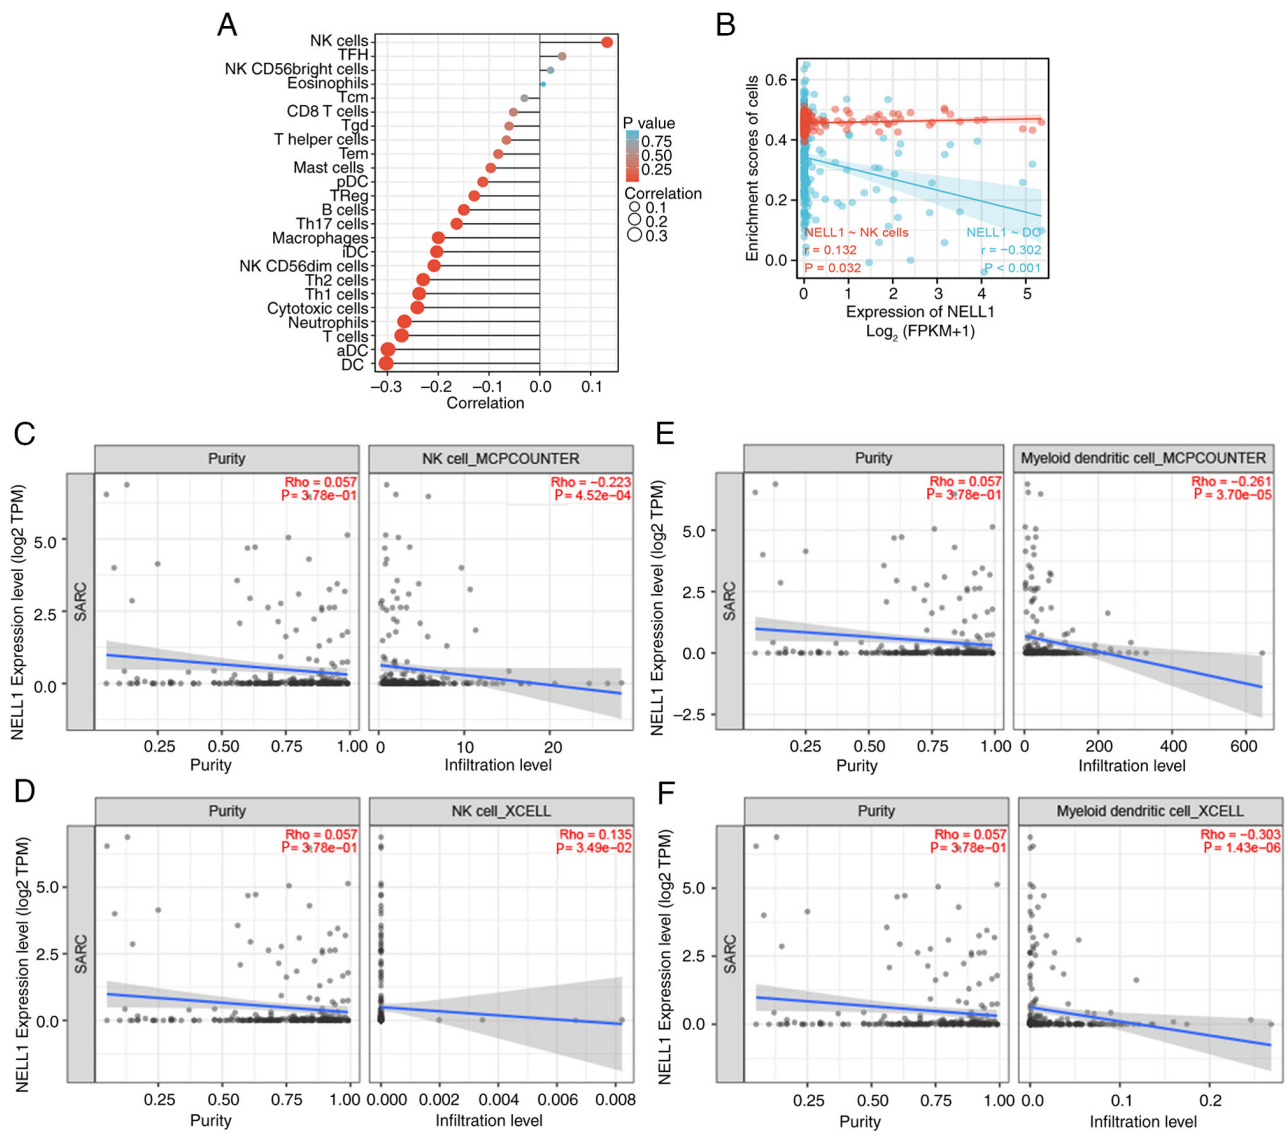 A
NK cells
TFH
NK CD56bright cells
Eosinophils
Tcm
CD8 T cells
Tgd
T helper cells
Tem
Mast cells
pDC
TReg
B cells
Th17 cells
Macrophages
iDC
NK CD56dim cells
Th2 cells
Th1 cells
Cytotoxic cells
Neutrophils
T cells
aDC
DC
−0.3 −0.2 −0.1 0.0 0.1
Correlation
P value
0.75
0.50
0.25
Correlation
0.1
0.2
0.3
B
Enrichment scores of cells
0.6
0.4
0.2
0.0
NELL1 ~ NK cells
r = 0.132
P = 0.032
NELL1 ~ DC
r = −0.302
P < 0.001
0 1 2 3 4 5
Expression of NELL1
Log2 (FPKM+1)
C
NELL1 Expression level (log2 TPM)
SARC
5.0
2.5
0.0
Purity
Rho = 0.057
P = 3.78e−01
0.25 0.50 0.75 1.00
Purity
NK cell_MCPCOUNTER
Rho = −0.223
P = 4.52e−04
0 10 20
Infiltration level
E
NELL1 Expression level (log2 TPM)
SARC
5.0
2.5
0.0
−2.5
Purity
Rho = 0.057
P = 3.78e−01
0.25 0.50 0.75 1.00
Purity
Myeloid dendritic cell_MCPCOUNTER
Rho = −0.261
P = 3.70e−05
0 200 400 600
Infiltration level
D
NELL1 Expression level (log2 TPM)
SARC
5.0
2.5
0.0
Purity
Rho = 0.057
P = 3.78e−01
0.25 0.50 0.75 1.00
Purity
NK cell_XCELL
Rho = 0.135
P = 3.49e−02
0.000 0.002 0.004 0.006 0.008
Infiltration level
F
NELL1 Expression level (log2 TPM)
SARC
5.0
2.5
0.0
Purity
Rho = 0.057
P = 3.78e−01
0.25 0.50 0.75 1.00
Purity
Myeloid dendritic cell_XCELL
Rho = −0.303
P = 1.43e−06
0.0 0.1 0.2
Infiltration level